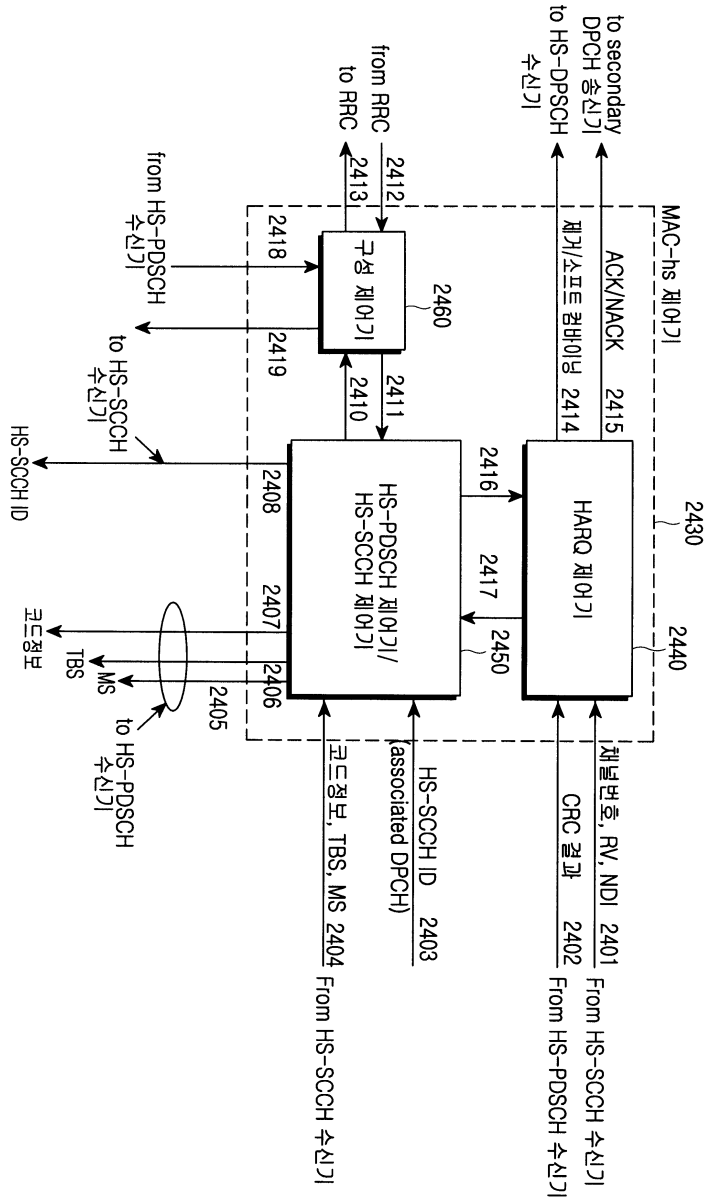 MAC-hs 제어기
2430
to secondary
DPCH 송신기
to HS-DPSCH
수신기
ACK/NACK
2415
제거/소프트 컴바이닝
2414
HARQ 제어기
2440
채널번호, RV, NDI
2401
From HS-SCCH 수신기
CRC 결과
2402
From HS-PDSCH 수신기
2416
2417
from RRC
to RRC
2412
2413
구성 제어기
2460
2411
2410
HS-PDSCH 제어기/
HS-SCCH 제어기
2450
HS-SCCH ID
(associated DPCH)
2403
코드정보, TBS, MS
2404
From HS-SCCH 수신기
from HS-PDSCH
수신기
2418
2419
to HS-SCCH
수신기
2408
HS-SCCH ID
2407
2406
2405
코드정보
TBS
MS
to HS-PDSCH
수신기